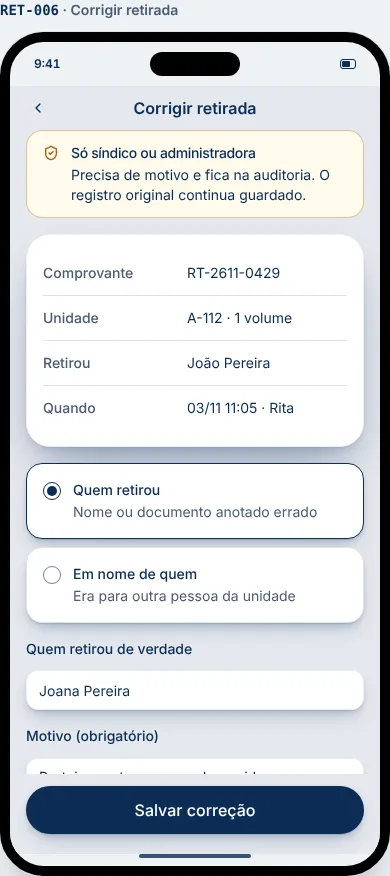 RET-006 · Corrigir retirada
9:41
Corrigir retirada
Só síndico ou administradora
Precisa de motivo e fica na auditoria. O
registro original continua guardado.
Comprovante RT-2611-0429
Unidade A-112 · 1 volume
Retirou João Pereira
Quando 03/11 11:05 · Rita
Quem retirou
Nome ou documento anotado errado
Em nome de quem
Era para outra pessoa da unidade
Quem retirou de verdade
Joana Pereira
Motivo (obrigatório)
Salvar correção